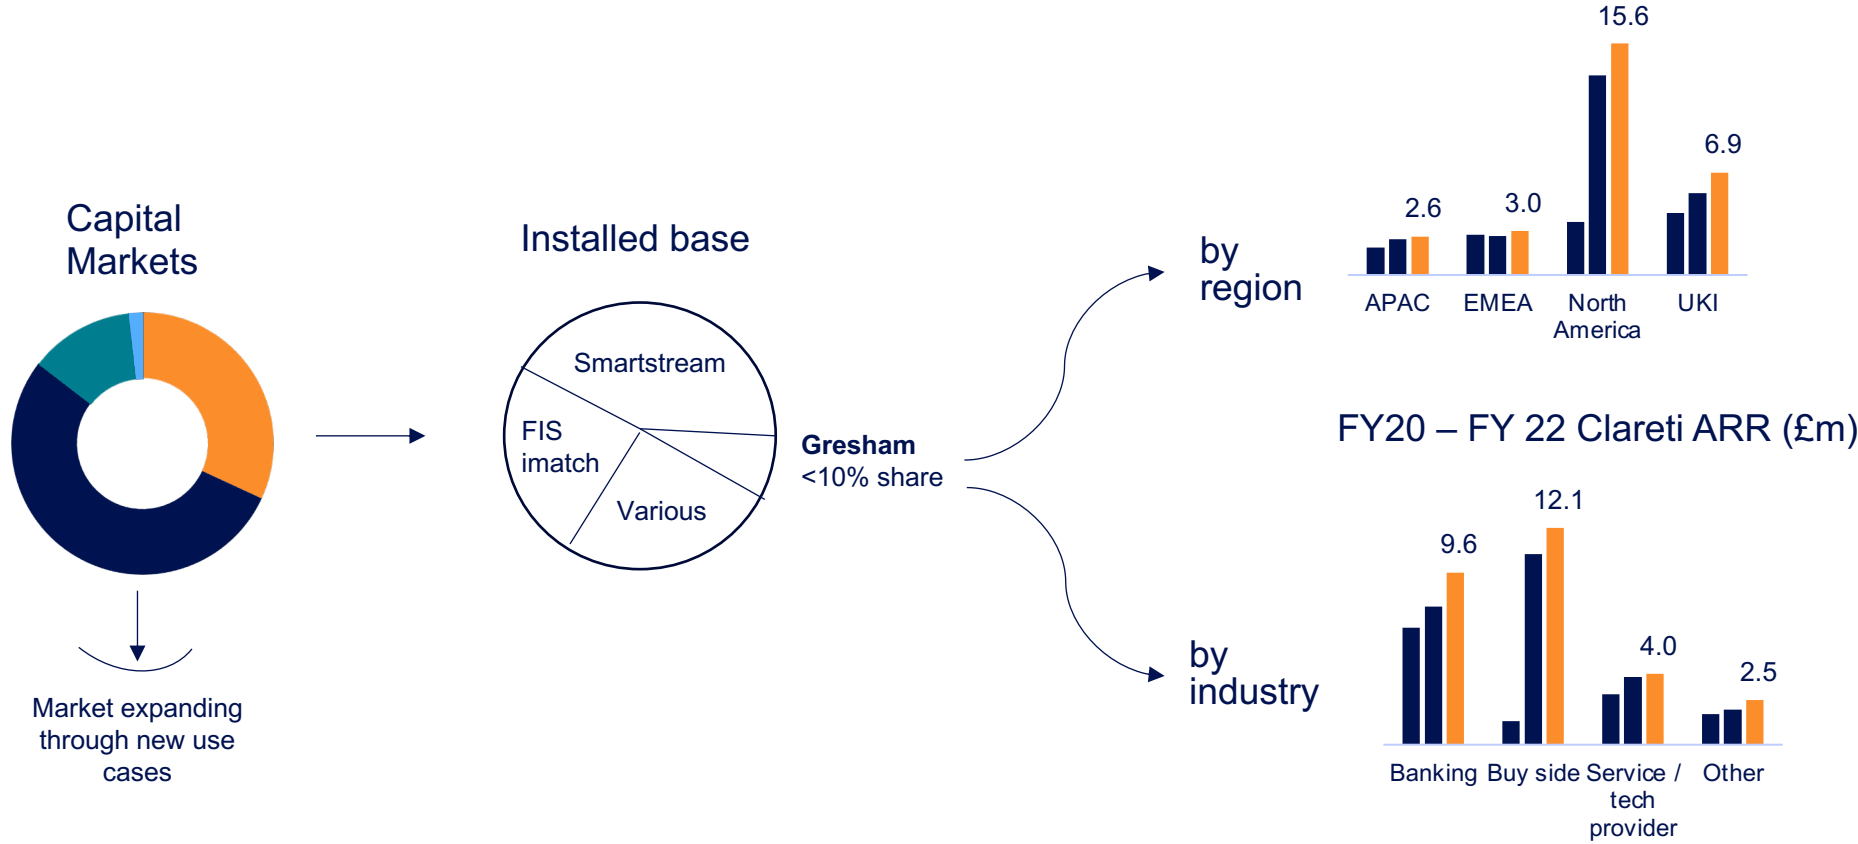 Capital
Markets
Market expanding
through new use
cases
Installed base
Smartstream
FIS
imatch
Various
Gresham
<10% share
by
region
15.6
6.9
3.0
2.6
APAC
EMEA
North
America
UKI
FY20 – FY 22 Clareti ARR (£m)
by
industry
12.1
9.6
4.0
2.5
Banking
Buy side
Service /
tech
provider
Other